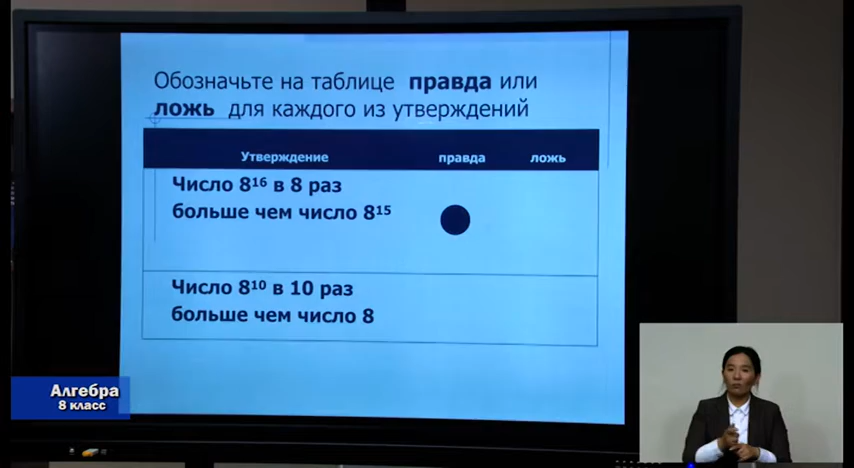 Обозначьте на таблице правда или
ложь для каждого из утверждений
Утверждение правда ложь
Число 8¹⁶ в 8 раз
больше чем число 8¹⁵
Число 8¹⁰ в 10 раз
больше чем число 8
Алгебра
8 класс